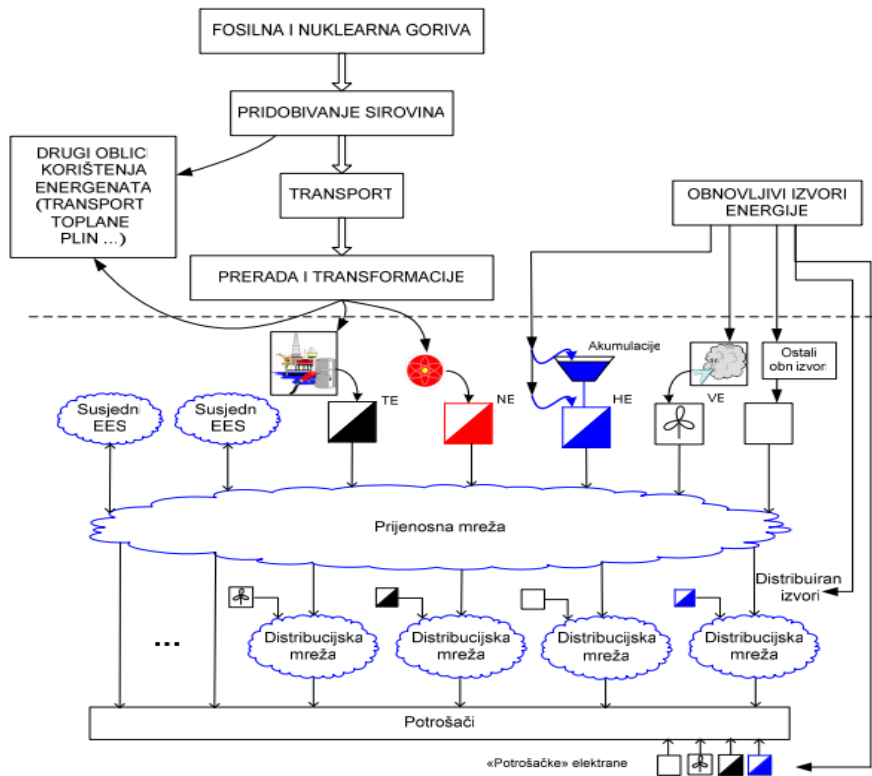 FOSILNA I NUKLEARNA GORIVA
PRIDOBIVANJE SIROVINA
DRUGI OBLICI
KORIŠTENJA
ENERGENATA
(TRANSPORT
TOPLANE
PLIN ...)
TRANSPORT
OBNOVLJIVI IZVORI
ENERGIJE
PRERADA I TRANSFORMACIJE
Akumulacije
Ostali
obn izvori
Susjedni
EES
Susjedni
EES
TE
NE
HE
VE
Prijenosna mreža
Distribuiran
izvori
...
Distribucijska
mreža
Distribucijska
mreža
Distribucijska
mreža
Distribucijska
mreža
Potrošači
«Potrošačke» elektrane